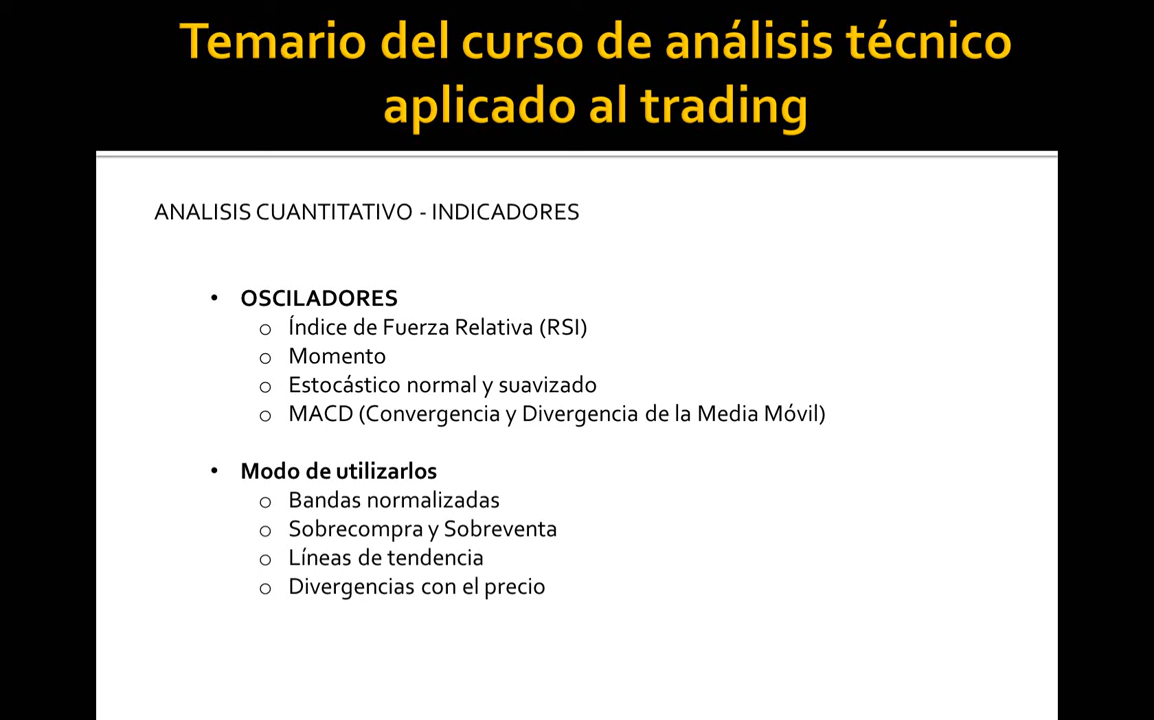 Temario del curso de análisis técnico
aplicado al trading
ANALISIS CUANTITATIVO - INDICADORES
• OSCILADORES
o Índice de Fuerza Relativa (RSI)
o Momento
o Estocástico normal y suavizado
o MACD (Convergencia y Divergencia de la Media Móvil)
• Modo de utilizarlos
o Bandas normalizadas
o Sobrecompra y Sobreventa
o Líneas de tendencia
o Divergencias con el precio